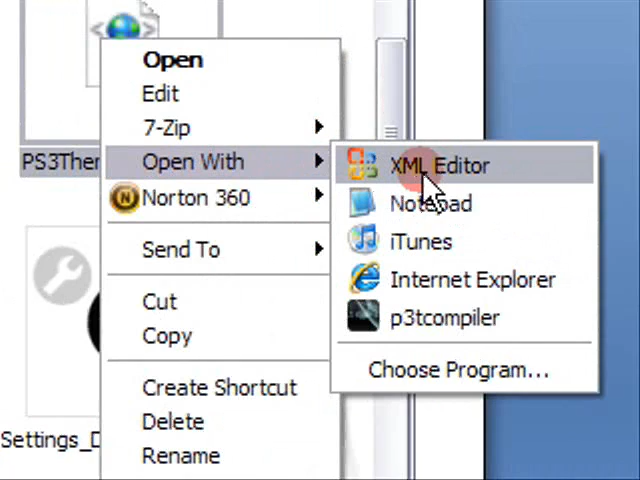 Open
Edit
7-Zip
PS3Ther
Open With
XML Editor
Norton 360
Notepad
iTunes
Send To
Internet Explorer
Cut
p3tcompiler
Copy
Choose Program...
Create Shortcut
Delete
Settings_D
Rename